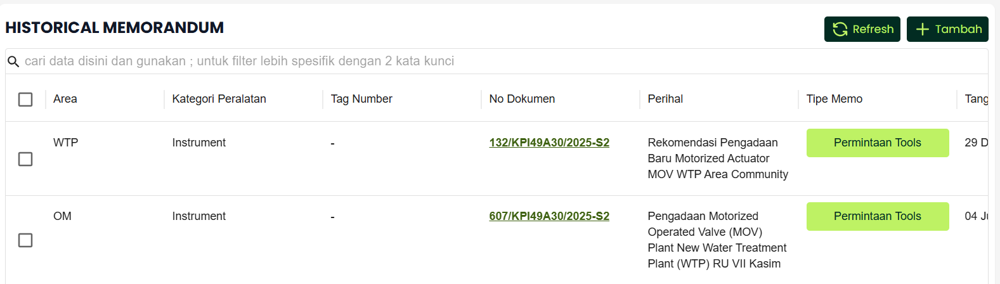 HISTORICAL MEMORANDUM
Refresh
Tambah
cari data disini dan gunakan ; untuk filter lebih spesifik dengan 2 kata kunci
Area
Kategori Peralatan
Tag Number
No Dokumen
Perihal
Tipe Memo
Tang
WTP
Instrument
-
132/KPI49A30/2025-S2
Rekomendasi Pengadaan
Baru Motorized Actuator
MOV WTP Area Community
Permintaan Tools
29 D
OM
Instrument
-
607/KPI49A30/2025-S2
Pengadaan Motorized
Operated Valve (MOV)
Plant New Water Treatment
Plant (WTP) RU VII Kasim
Permintaan Tools
04 Ju